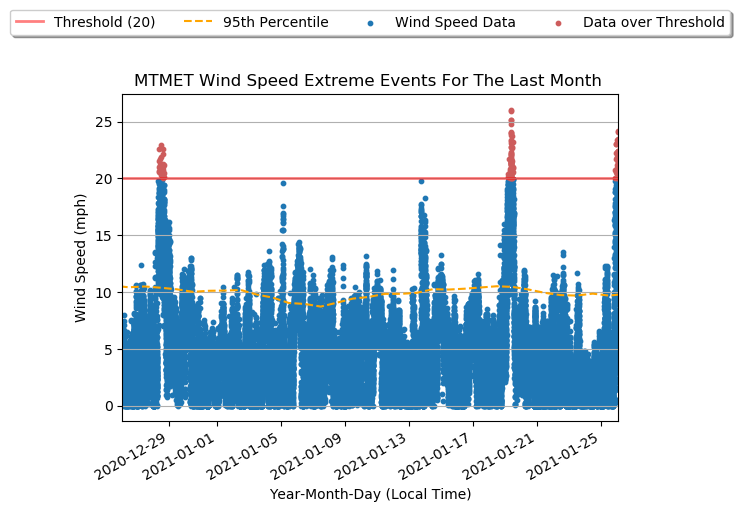 Threshold (20) 95th Percentile Wind Speed Data Data over Threshold
MTMET Wind Speed Extreme Events For The Last Month
Wind Speed (mph)
25
20
15
10
5
0
2020-12-29 2021-01-01 2021-01-05 2021-01-09 2021-01-13 2021-01-17 2021-01-21 2021-01-25
Year-Month-Day (Local Time)